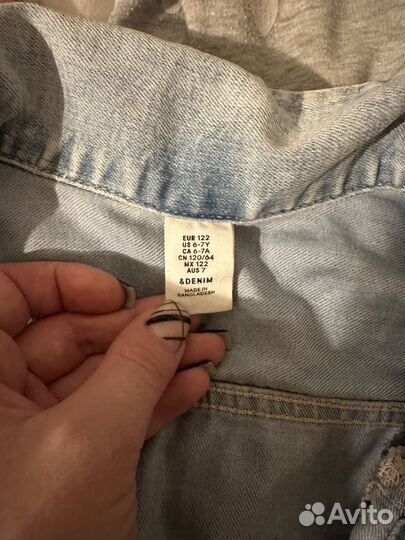 EUR 122
US 6-7Y
CA 6-7A
CN 120/64
MX 122
AUS 7
&DENIM
MADE IN
BANGLADESH
Avito